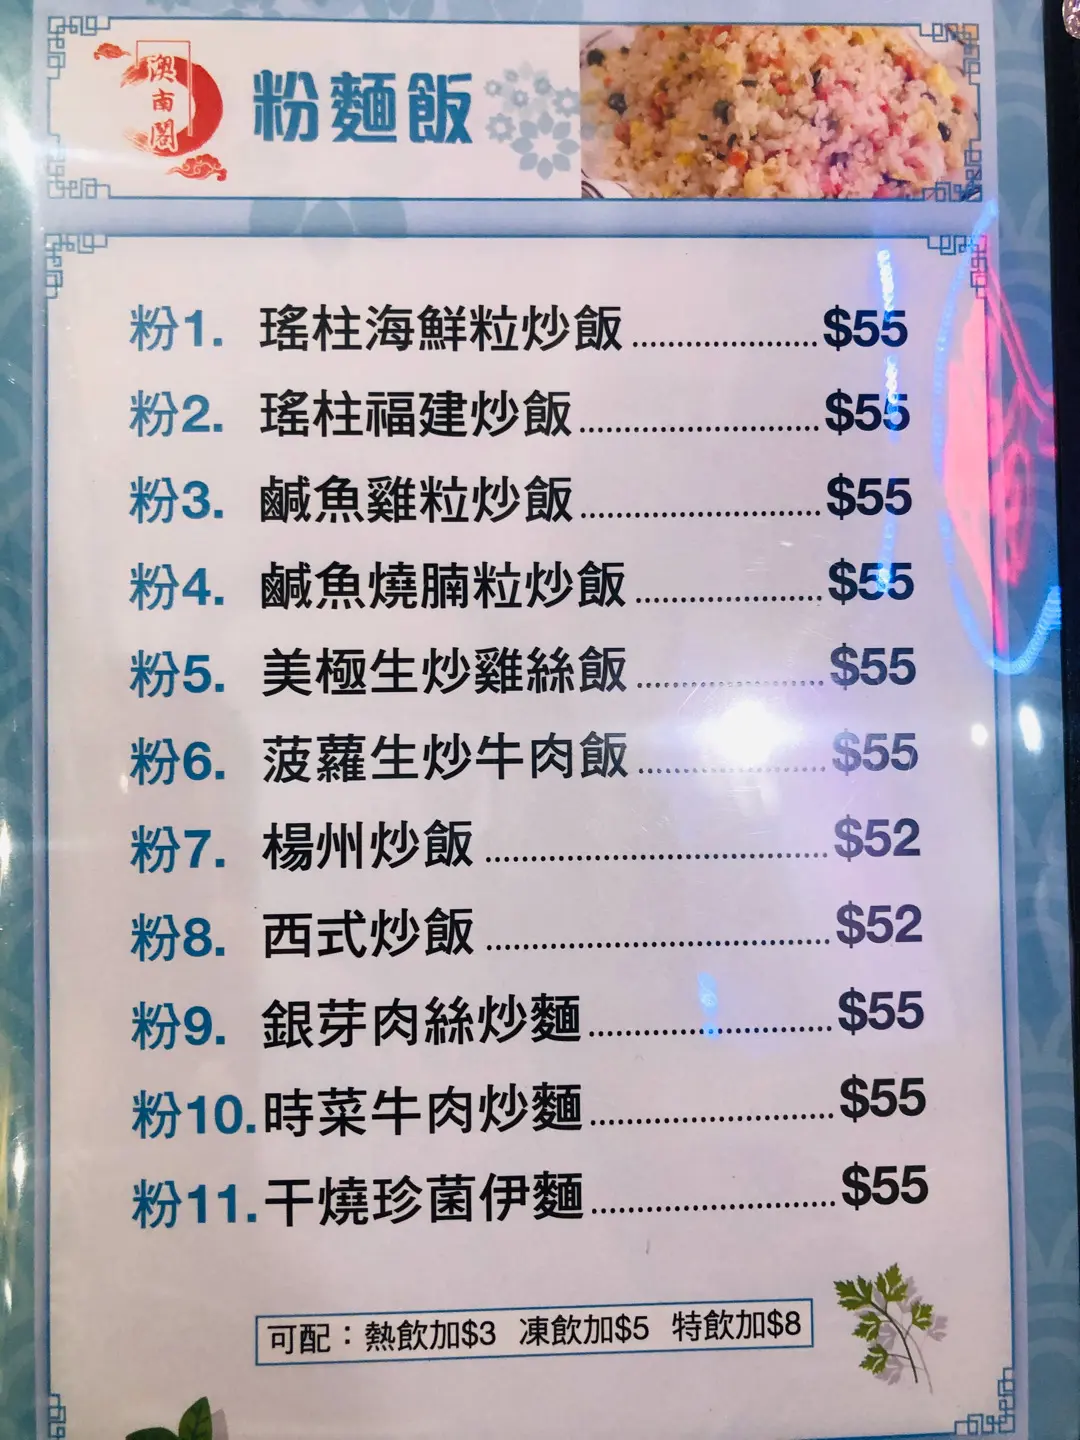 澳南閣
粉麵飯
粉1. 瑤柱海鮮粒炒飯....................$55
粉2. 瑤柱福建炒飯....................$55
粉3. 鹹魚雞粒炒飯....................$55
粉4. 鹹魚燒腩粒炒飯....................$55
粉5. 美極生炒雞絲飯....................$55
粉6. 菠蘿生炒牛肉飯....................$55
粉7. 楊州炒飯....................$52
粉8. 西式炒飯....................$52
粉9. 銀芽肉絲炒麵....................$55
粉10. 時菜牛肉炒麵....................$55
粉11. 干燒珍菌伊麵....................$55
可配：熱飲加$3 凍飲加$5 特飲加$8